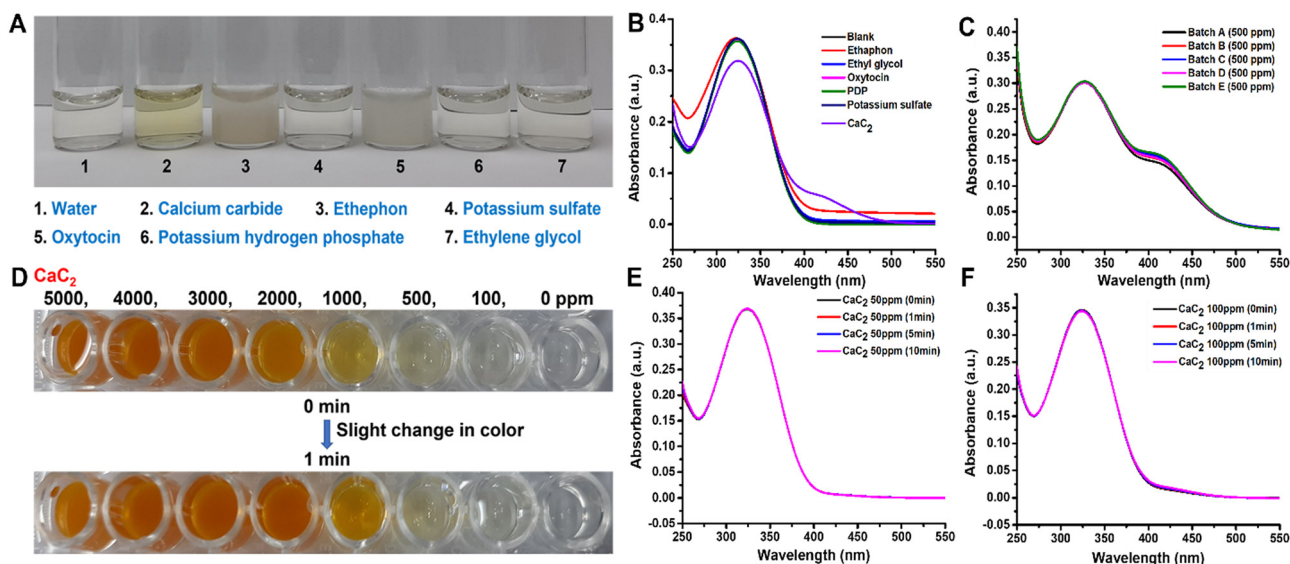 A
1 2 3 4 5 6 7
1. Water 2. Calcium carbide 3. Ethephon 4. Potassium sulfate
5. Oxytocin 6. Potassium hydrogen phosphate 7. Ethylene glycol
B
Absorbance (a.u.)
0.4
0.3
0.2
0.1
0.0
Blank
Ethaphon
Ethyl glycol
Oxytocin
PDP
Potassium sulfate
CaC2
250 300 350 400 450 500 550
Wavelength (nm)
C
Absorbance (a.u.)
0.40
0.35
0.30
0.25
0.20
0.15
0.10
0.05
0.00
Batch A (500 ppm)
Batch B (500 ppm)
Batch C (500 ppm)
Batch D (500 ppm)
Batch E (500 ppm)
250 300 350 400 450 500 550
Wavelength (nm)
D CaC2
5000, 4000, 3000, 2000, 1000, 500, 100, 0 ppm
0 min
Slight change in color
1 min
E
Absorbance (a.u.)
0.40
0.35
0.30
0.25
0.20
0.15
0.10
0.05
0.00
-0.05
CaC2 50ppm (0min)
CaC2 50ppm (1min)
CaC2 50ppm (5min)
CaC2 50ppm (10min)
250 300 350 400 450 500 550
Wavelength (nm)
F
Absorbance (a.u.)
0.35
0.30
0.25
0.20
0.15
0.10
0.05
0.00
-0.05
CaC2 100ppm (0min)
CaC2 100ppm (1min)
CaC2 100ppm (5min)
CaC2 100ppm (10min)
250 300 350 400 450 500 550
Wavelength (nm)